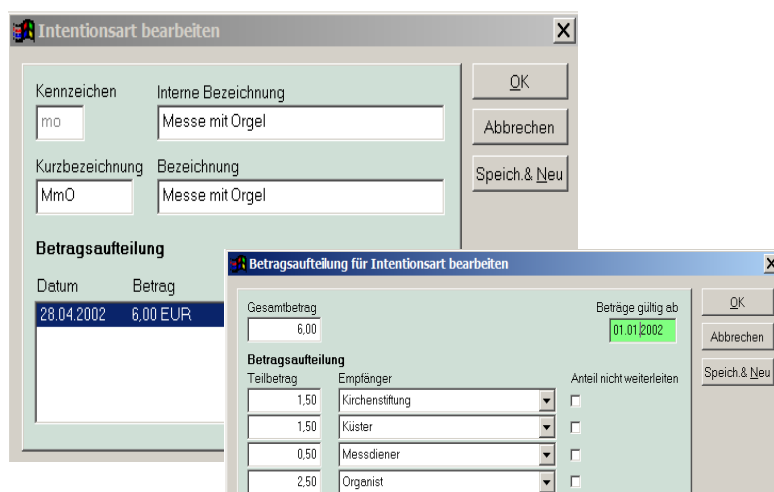 Intentionsart bearbeiten
Kennzeichen Interne Bezeichnung OK
mo Messe mit Orgel
Abbrechen
Kurzbezeichnung Bezeichnung
Speich.& Neu
MmO Messe mit Orgel
Betragsaufteilung
Datum Betrag
28.04.2002 6,00 EUR
Betragsaufteilung für Intentionsart bearbeiten
Gesamtbetrag Beträge gültig ab OK
6,00 01.01.2002
Abbrechen
Betragsaufteilung
Teilbetrag Empfänger Anteil nicht weiterleiten Speich.& Neu
1,50 Kirchenstiftung
1,50 Küster
0,50 Messdiener
2,50 Organist